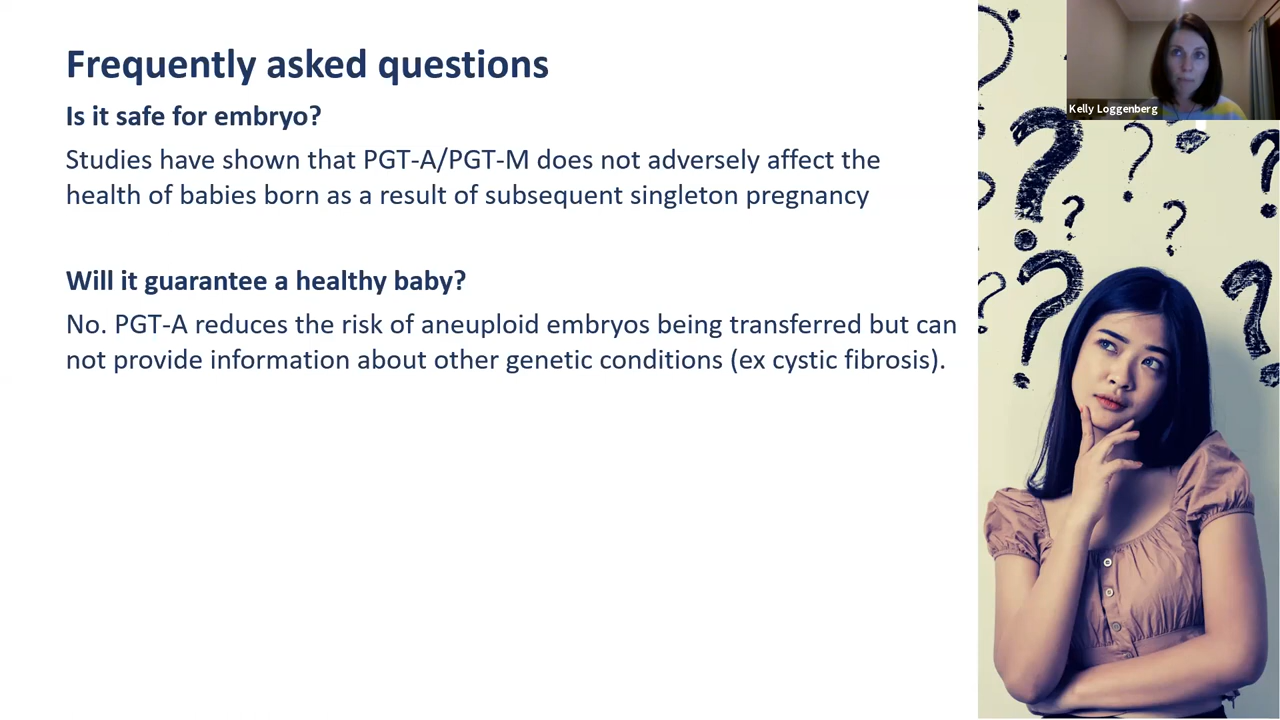 Frequently asked questions
Is it safe for embryo?
Studies have shown that PGT-A/PGT-M does not adversely affect the
health of babies born as a result of subsequent singleton pregnancy
Will it guarantee a healthy baby?
No. PGT-A reduces the risk of aneuploid embryos being transferred but can
not provide information about other genetic conditions (ex cystic fibrosis).
Kelly Loggenberg